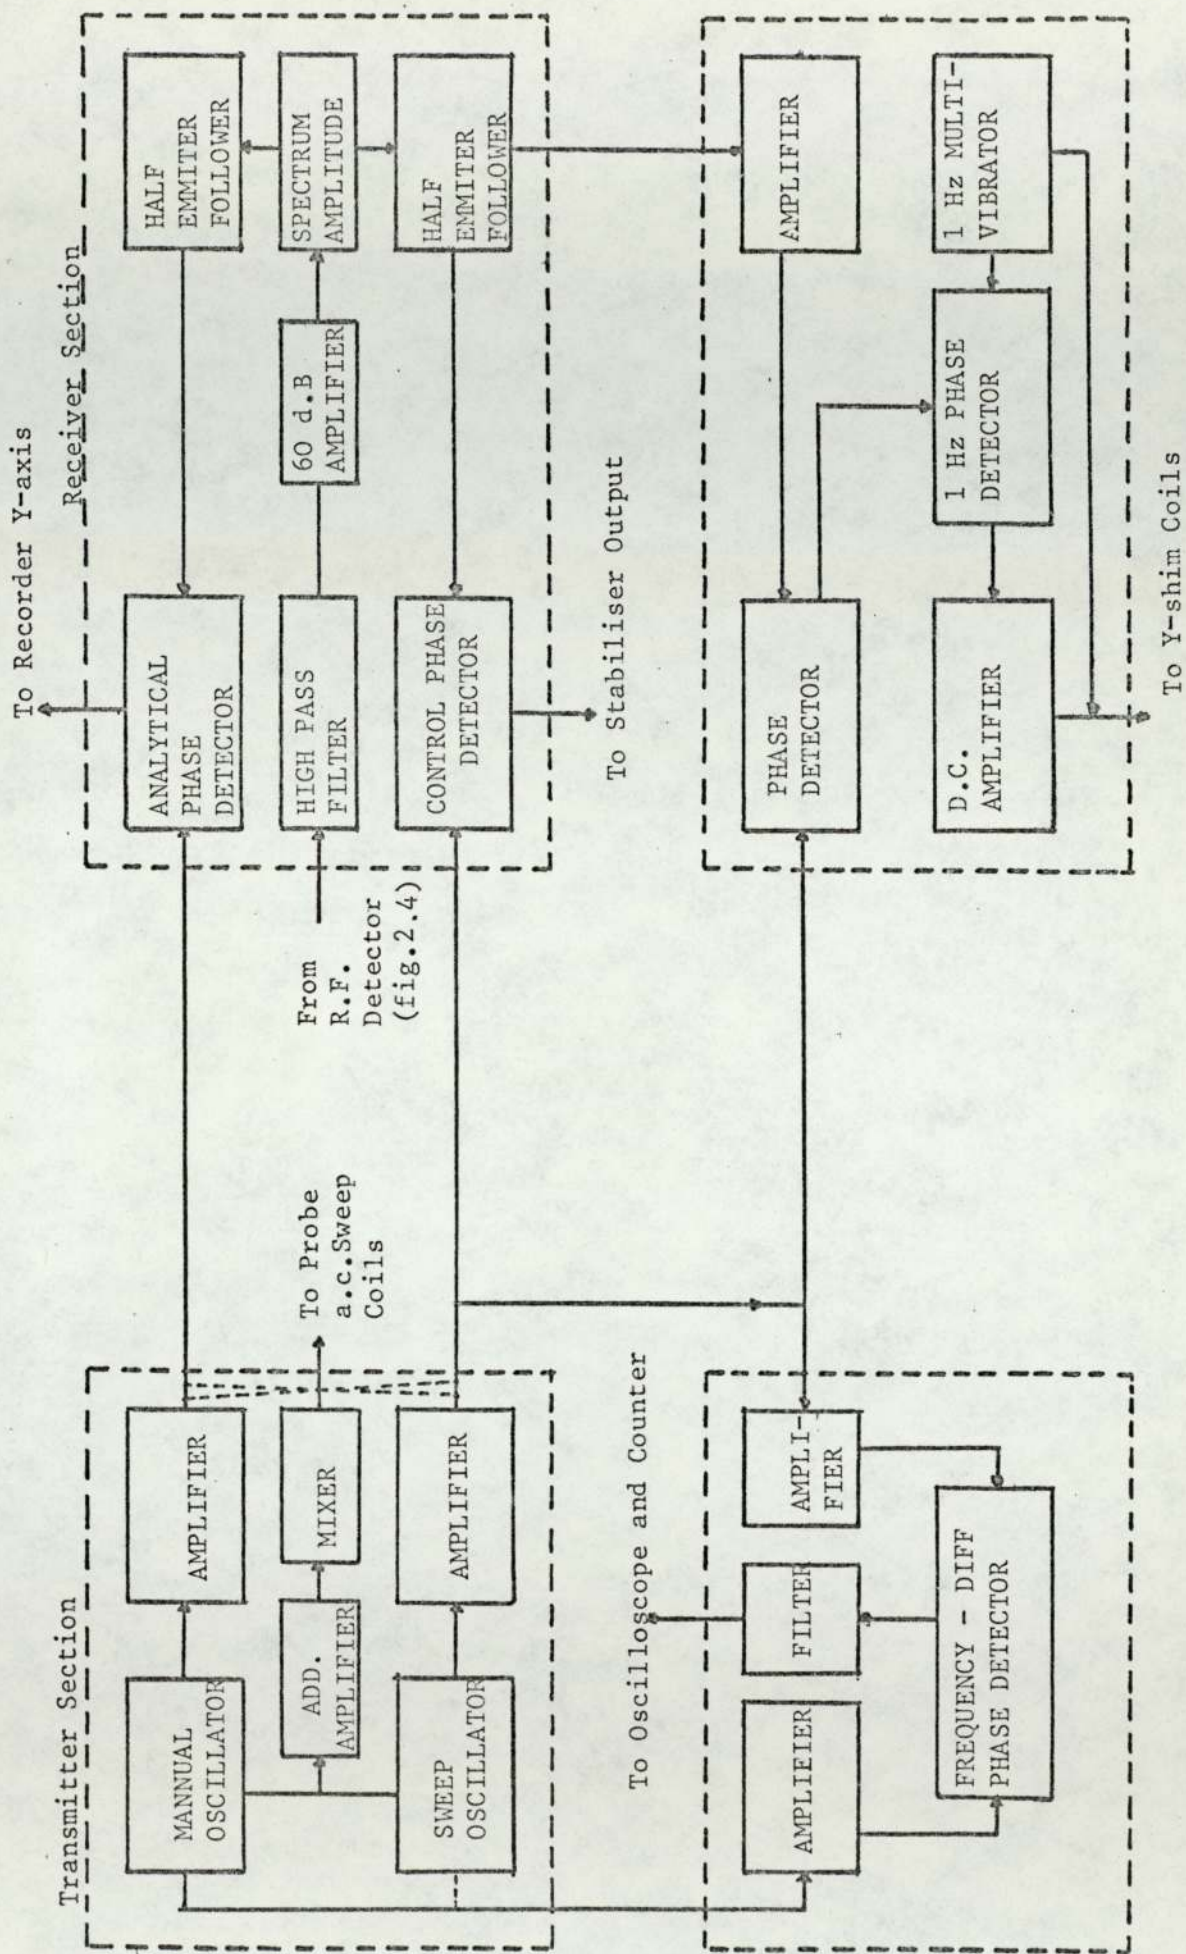 Transmitter Section
MANNUAL
OSCILLATOR
AMPLIFIER
ADD.
AMPLIFIER
MIXER
SWEEP
OSCILLATOR
AMPLIFIER
To Probe
a.c.Sweep
Coils
To Recorder Y-axis
Receiver Section
ANALYTICAL
PHASE
DETECTOR
HALF
EMMITER
FOLLOWER
From
R.F.
Detector
(fig.2.4)
HIGH PASS
FILTER
60 d.B
AMPLIFIER
SPECTRUM
AMPLITUDE
CONTROL PHASE
DETECTOR
HALF
EMMITER
FOLLOWER
To Stabiliser Output
To Oscilloscope and Counter
AMPLIEIER
FILTER
AMPLI-
FIER
FREQUENCY - DIFF
PHASE DETECTOR
PHASE
DETECTOR
AMPLIFIER
D.C.
AMPLIFIER
1 Hz PHASE
DETECTOR
1 Hz MULTI-
VIBRATOR
To Y-shim Coils